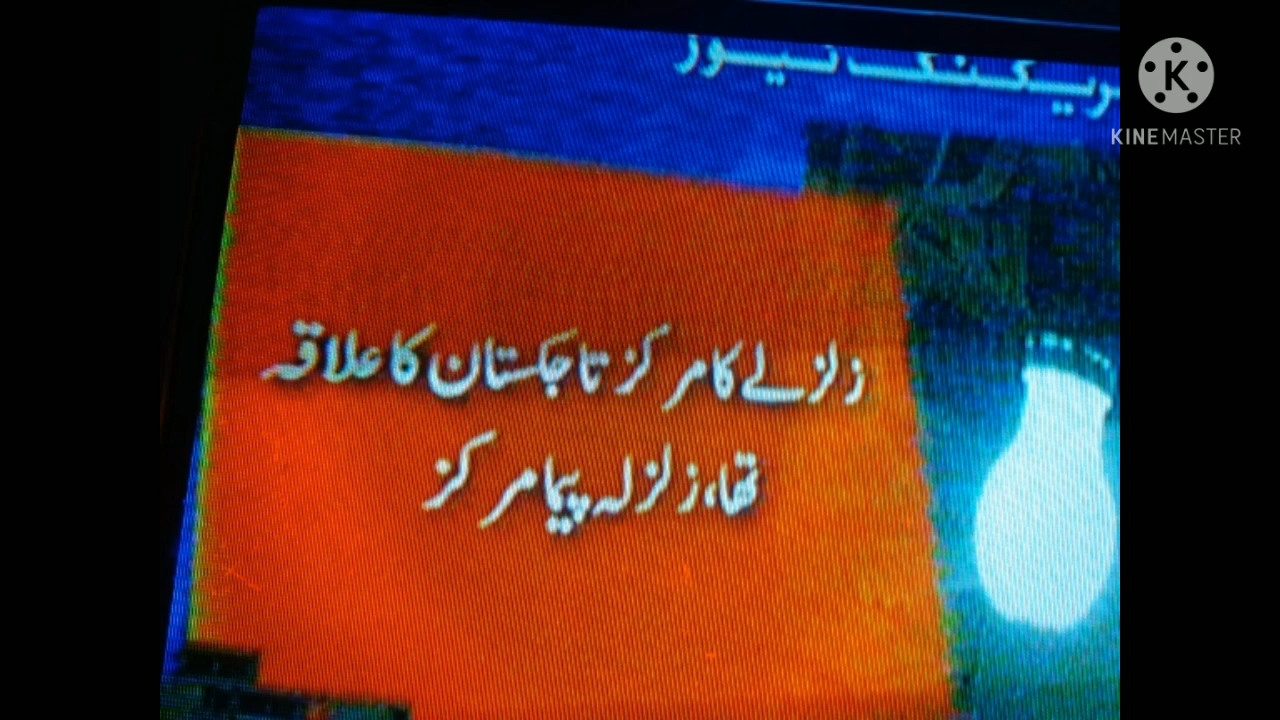 بریکنگ نیوز
KINEMASTER
زلزلے کا مرکز تاجکستان کا علاقہ
تھا، زلزلہ پیما مرکز